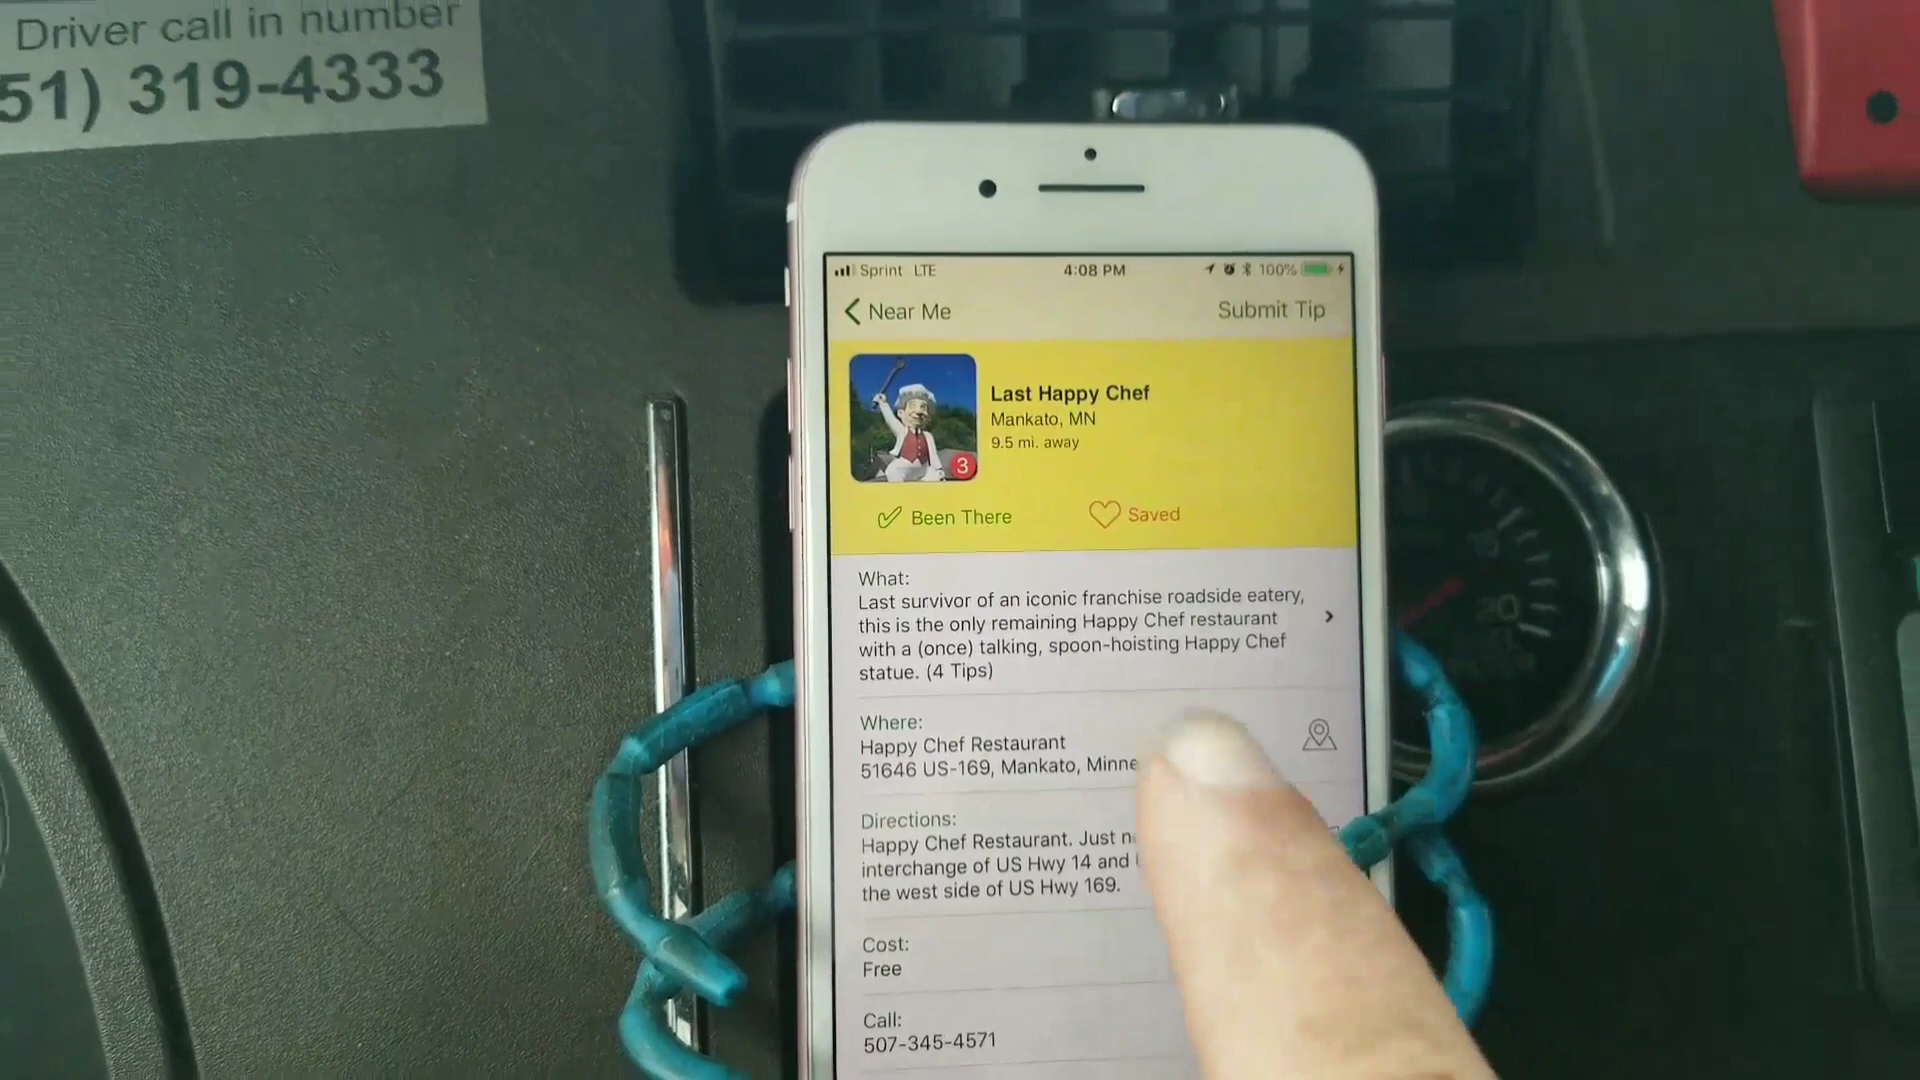 Driver call in number
51) 319-4333
Sprint LTE
4:08 PM
100%
Near Me
Submit Tip
3
Last Happy Chef
Mankato, MN
9.5 mi. away
Been There
Saved
What:
Last survivor of an iconic franchise roadside eatery,
this is the only remaining Happy Chef restaurant
with a (once) talking, spoon-hoisting Happy Chef
statue. (4 Tips)
Where:
Happy Chef Restaurant
51646 US-169, Mankato, Minne
Directions:
Happy Chef Restaurant. Just n
interchange of US Hwy 14 and
the west side of US Hwy 169.
Cost:
Free
Call:
507-345-4571
20